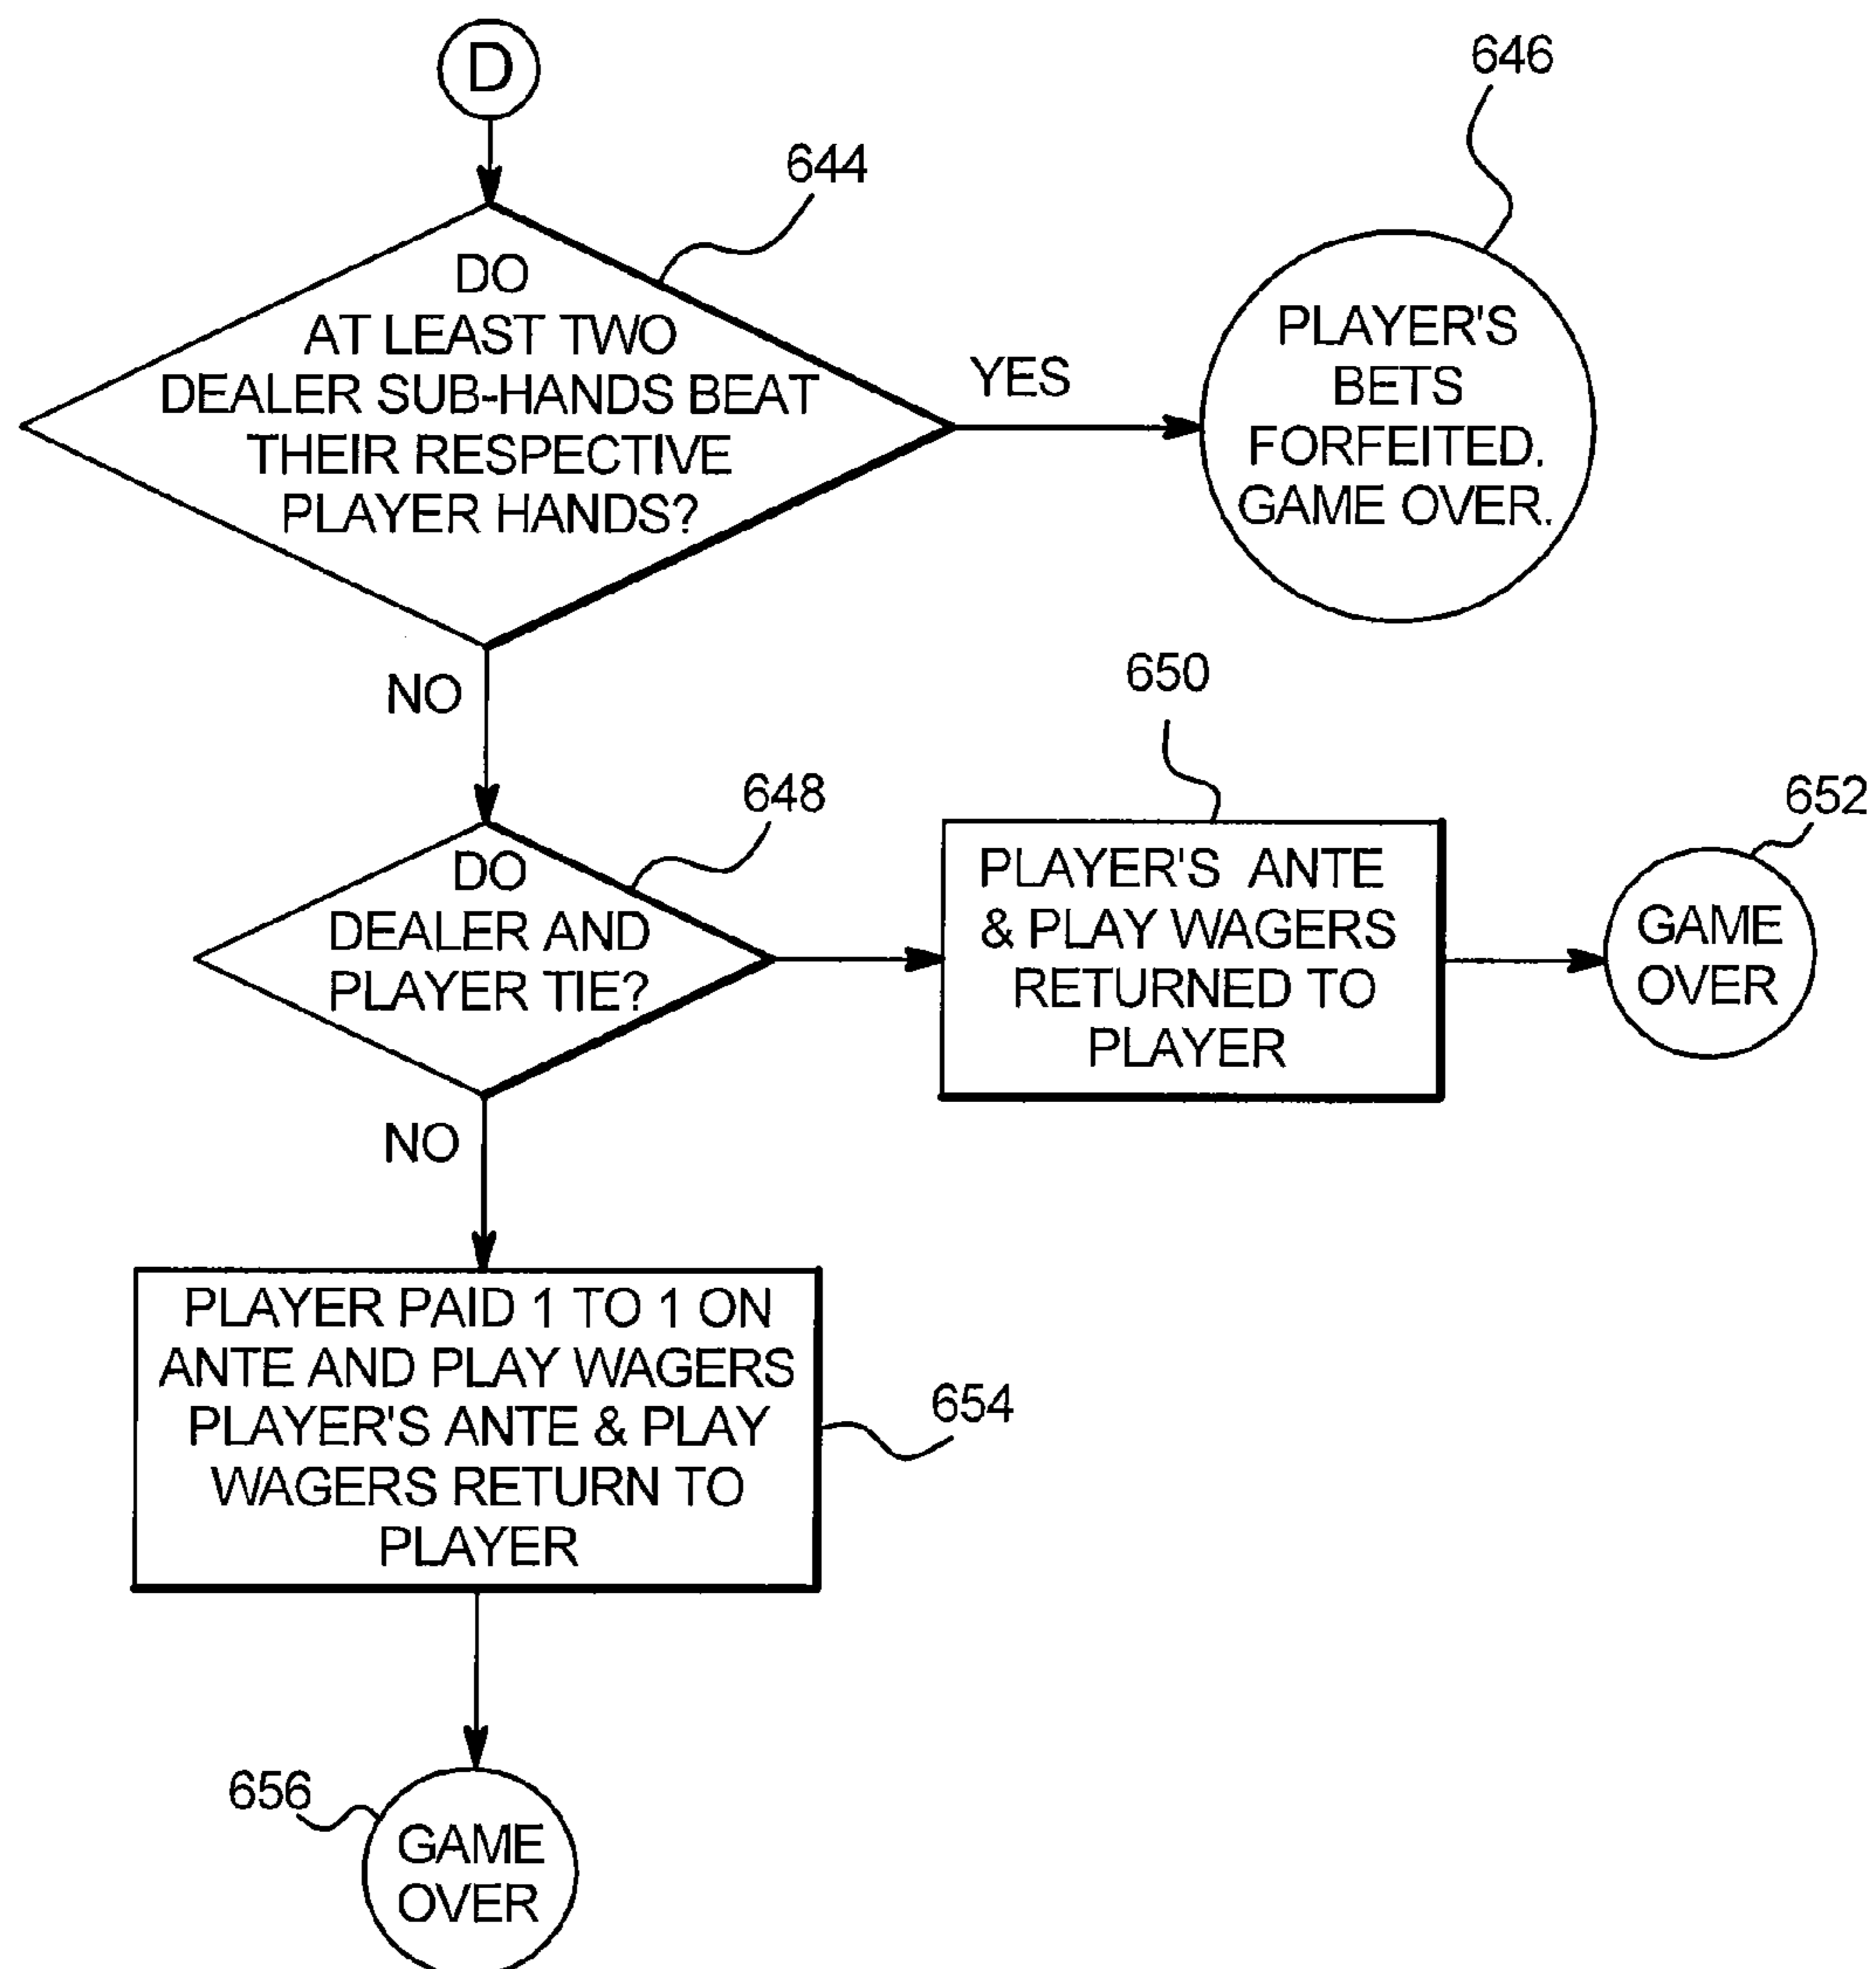 D
644
646
DO
AT LEAST TWO
DEALER SUB-HANDS BEAT
THEIR RESPECTIVE
PLAYER HANDS?
YES
PLAYER'S
BETS
FORFEITED.
GAME OVER.
NO
648
650
652
DO
DEALER AND
PLAYER TIE?
PLAYER'S ANTE
& PLAY WAGERS
RETURNED TO
PLAYER
GAME
OVER
NO
PLAYER PAID 1 TO 1 ON
ANTE AND PLAY WAGERS
PLAYER'S ANTE & PLAY
WAGERS RETURN TO
PLAYER
654
656
GAME
OVER